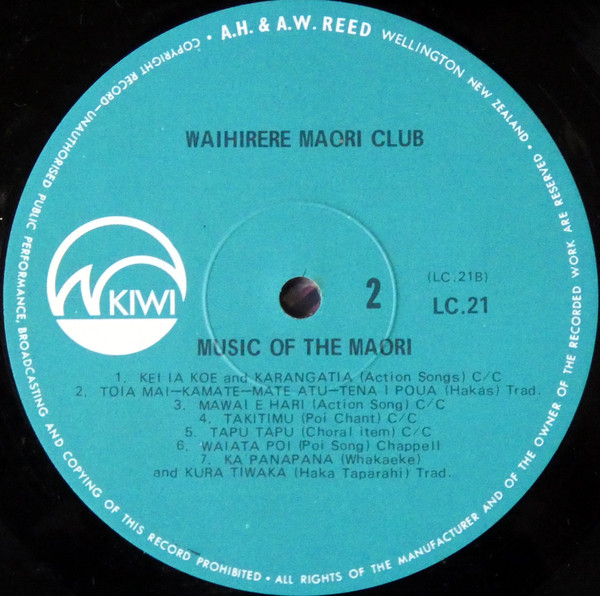 A.H. & A.W. REED WELLINGTON NEW ZEALAND •
WAIHIRERE MAORI CLUB
KIWI
2
(LC.21B)
LC.21
MUSIC OF THE MAORI
1. KEI IA KOE and KARANGATIA (Action Songs) C/C
2. TOIA MAI-KAMATE-MATE ATU-TENA I POUA (Hakas) Trad.
3. MAWAI E HARI (Action Song) C/C
4. TAKITIMU (Poi Chant) C/C
5. TAPU TAPU (Choral item) C/C
6. WAIATA POI (Poi Song) Chappell
7. KA PANAPANA (Whakaeke)
and KURA TIWAKA (Haka Taparahi) Trad.
• COPYRIGHT RECORD—UNAUTHORISED PUBLIC PERFORMANCE, BROADCASTING AND COPYING OF THIS RECORD PROHIBITED • ALL RIGHTS OF THE MANUFACTURER AND OF THE OWNER OF THE RECORDED WORK ARE RESERVED •